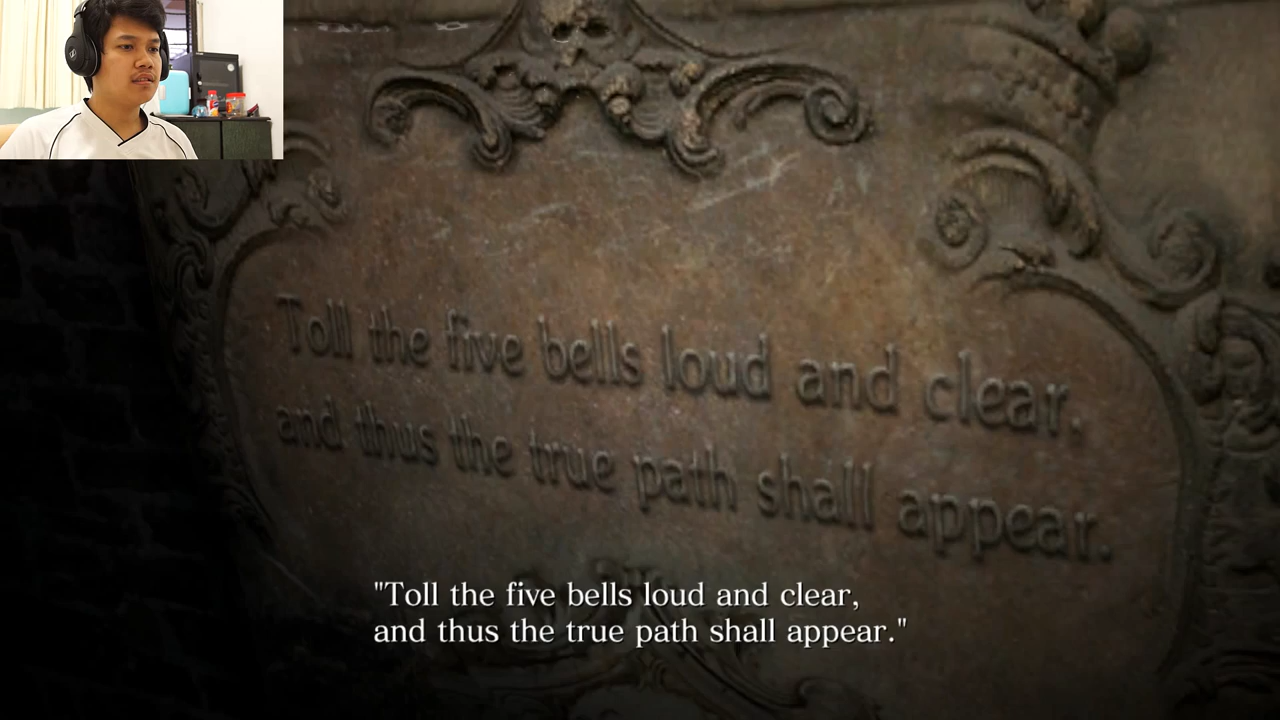 Toll the five bells loud and clear.
and thus the true path shall appear.
"Toll the five bells loud and clear,
and thus the true path shall appear."